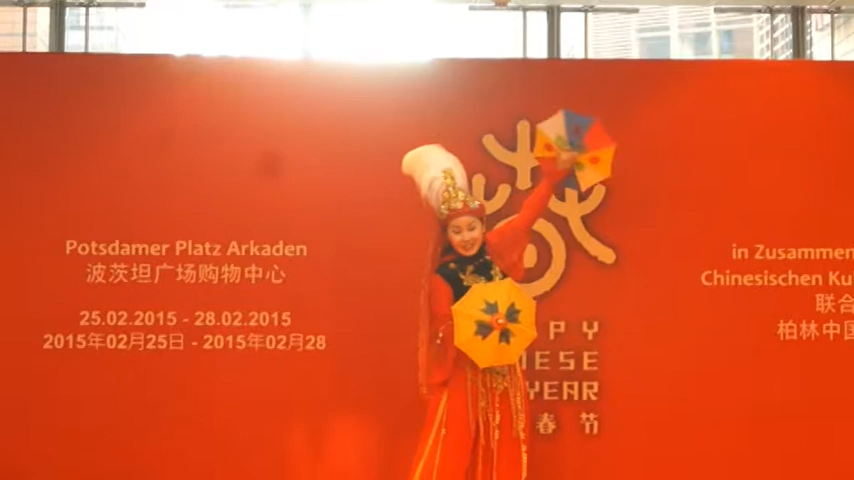 Potsdamer Platz Arkaden
波茨坦广场购物中心
25.02.2015 - 28.02.2015
2015年02月25日 - 2015年02月28日
PY
NESE
YEAR
春节
in Zusammen
Chinesischen Ku
联合
柏林中国